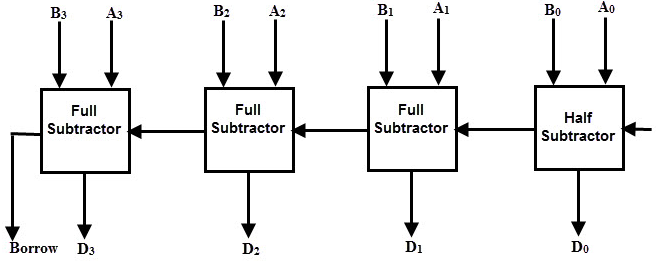 B3 A3 B2 A2 B1 A1 B0 A0
Full Subtractor
Full Subtractor
Full Subtractor
Half Subtractor
Borrow D3 D2 D1 D0